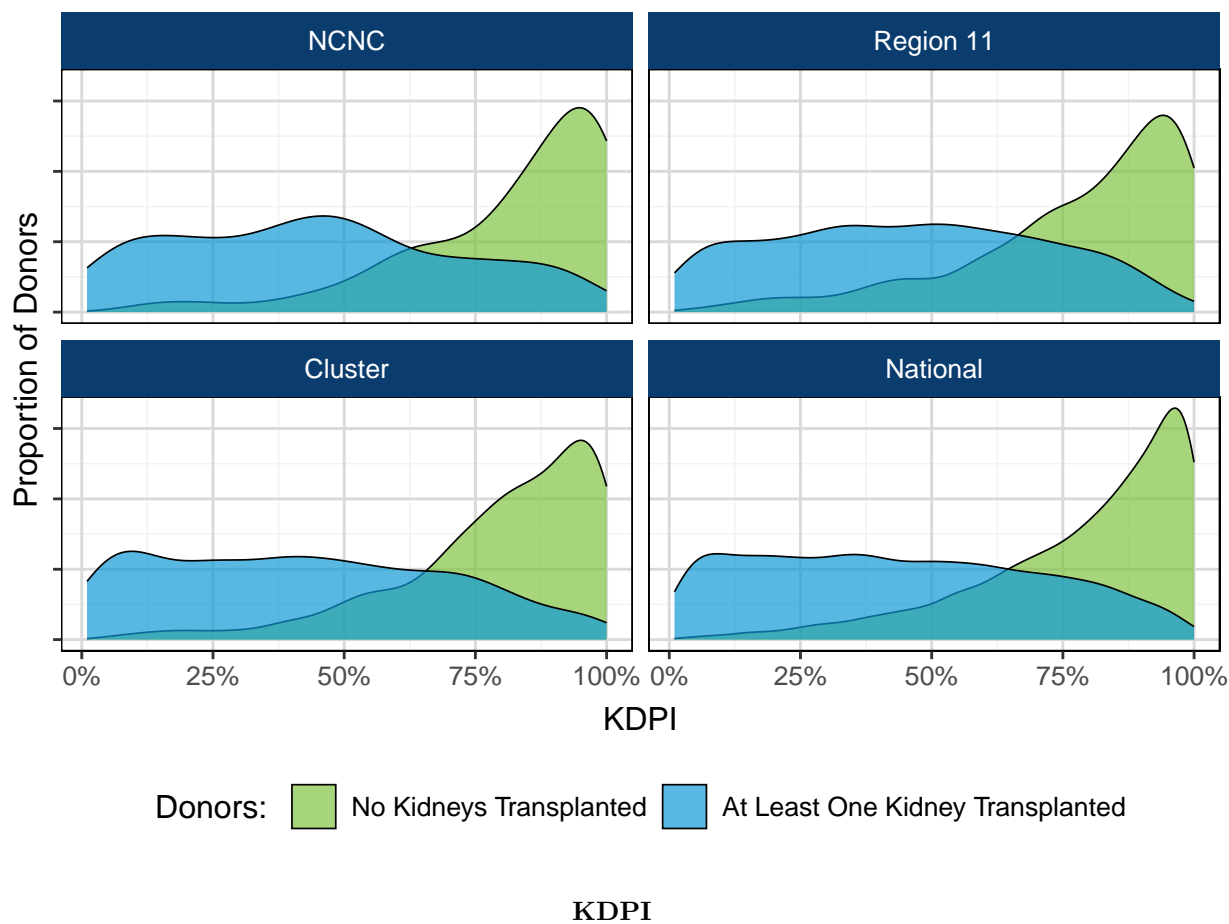 NCNC
Region 11
Cluster
National
Proportion of Donors
0% 25% 50% 75% 100% 0% 25% 50% 75% 100%
KDPI
Donors: No Kidneys Transplanted At Least One Kidney Transplanted
KDPI